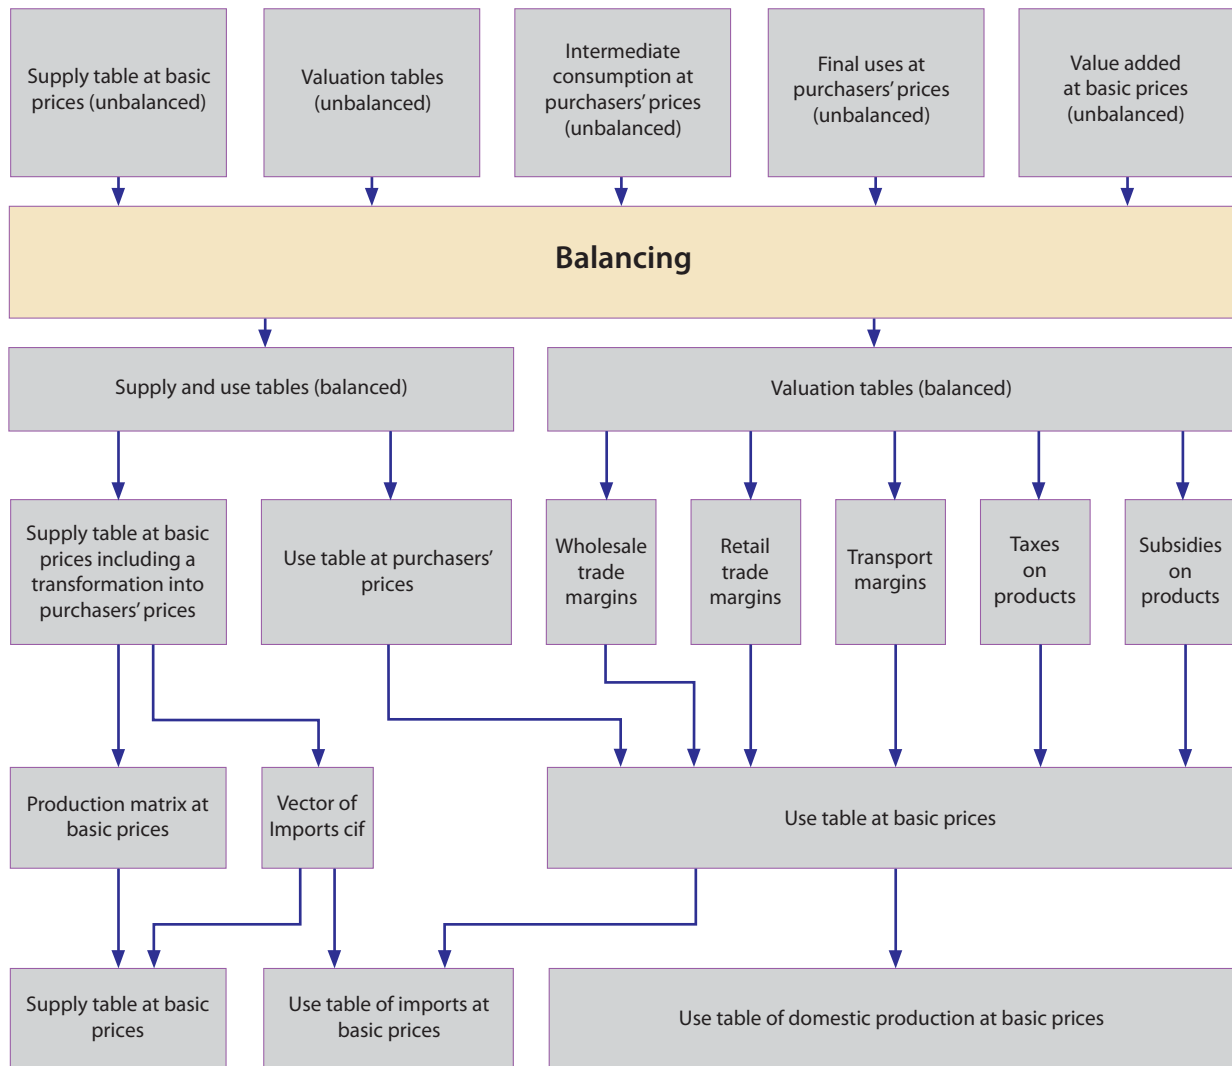 Supply table at basic
prices (unbalanced)
Valuation tables
(unbalanced)
Intermediate
consumption at
purchasers’ prices
(unbalanced)
Final uses at
purchasers’ prices
(unbalanced)
Value added
at basic prices
(unbalanced)
Balancing
Supply and use tables (balanced)
Valuation tables (balanced)
Supply table at basic
prices including a
transformation into
purchasers’ prices
Use table at purchasers’
prices
Wholesale
trade
margins
Retail
trade
margins
Transport
margins
Taxes
on
products
Subsidies
on
products
Production matrix at
basic prices
Vector of
Imports cif
Use table at basic prices
Supply table at basic
prices
Use table of imports at
basic prices
Use table of domestic production at basic prices